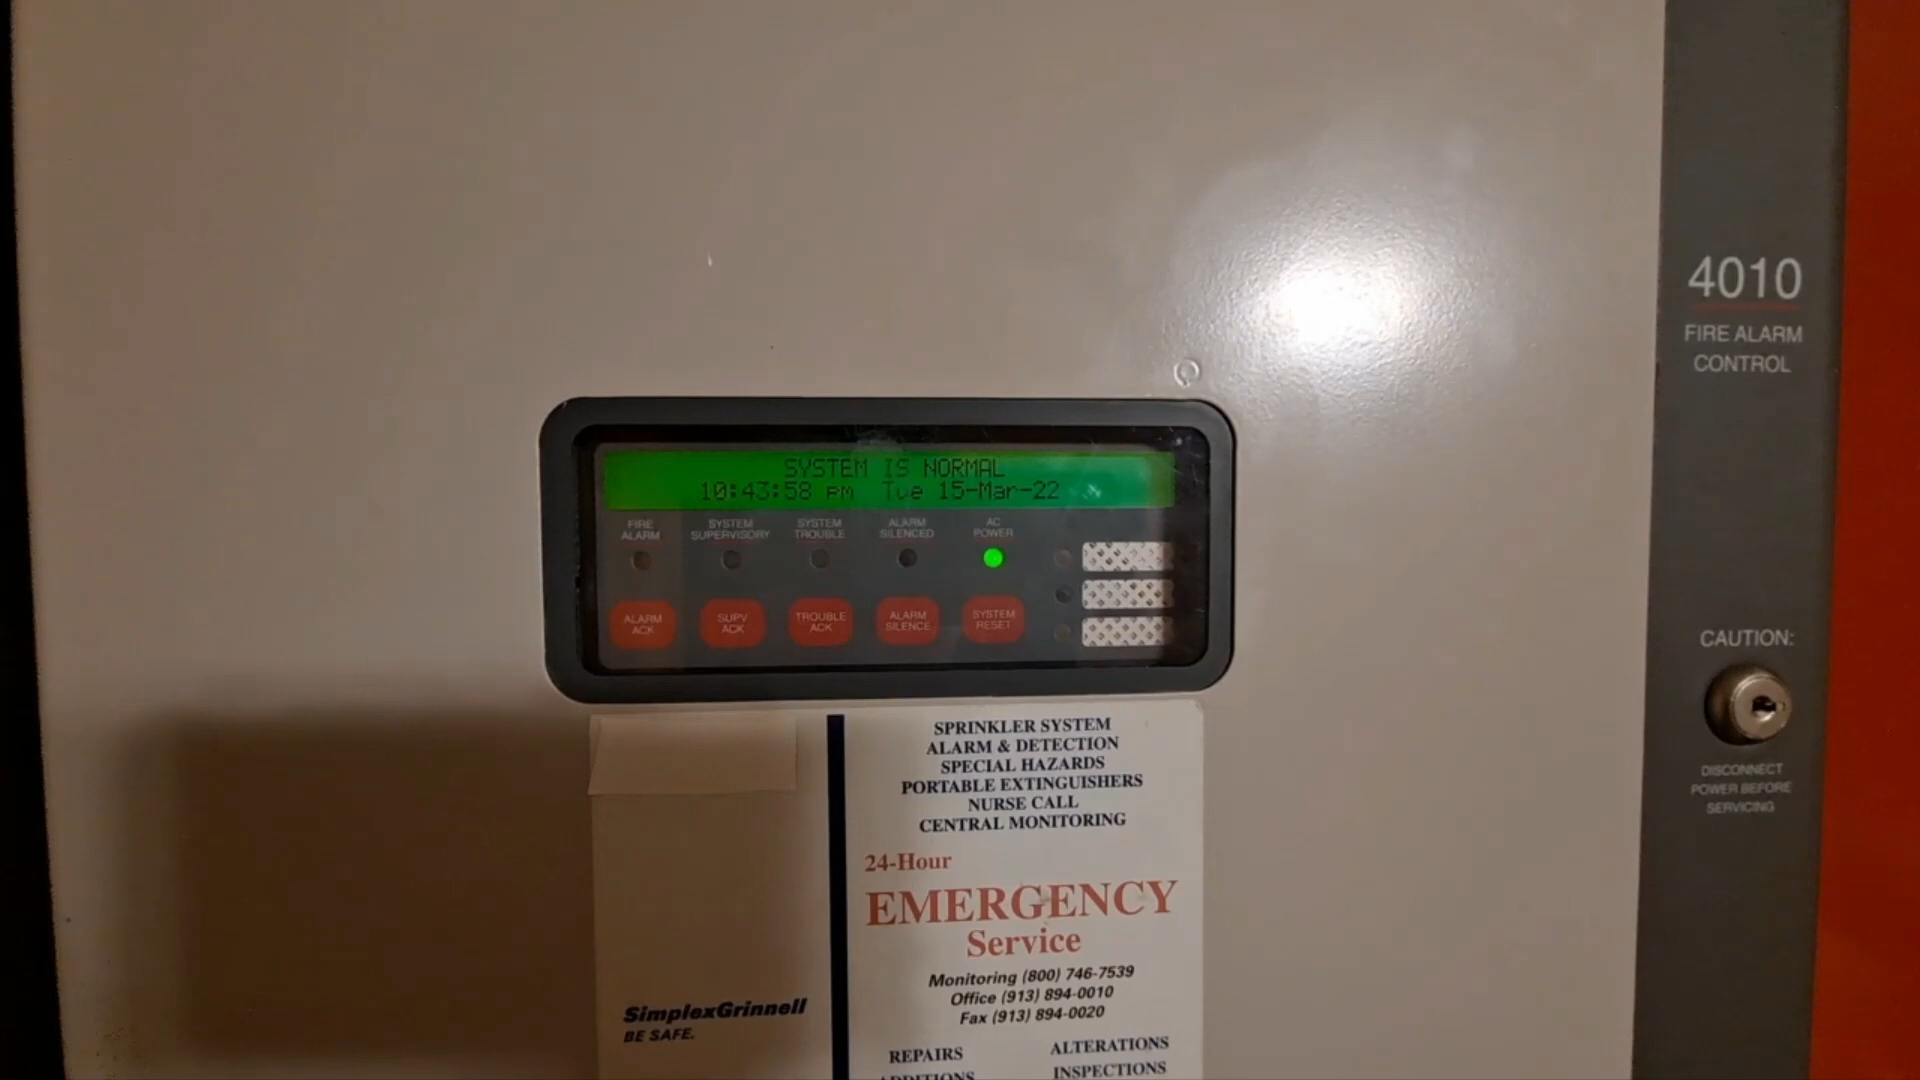 SYSTEM IS NORMAL
10:43:58 PM Tue 15-Mar-22
FIRE ALARM
SYSTEM SUPERVISORY
SYSTEM TROUBLE
ALARM SILENCED
AC POWER
ALARM ACK
SUPV ACK
TROUBLE ACK
ALARM SILENCE
SYSTEM RESET
4010
FIRE ALARM
CONTROL
CAUTION:
DISCONNECT
POWER BEFORE
SERVICING
SPRINKLER SYSTEM
ALARM & DETECTION
SPECIAL HAZARDS
PORTABLE EXTINGUISHERS
NURSE CALL
CENTRAL MONITORING
24-Hour
EMERGENCY
Service
Monitoring (800) 746-7539
Office (913) 894-0010
Fax (913) 894-0020
SimplexGrinnell
BE SAFE.
REPAIRS ALTERATIONS
ADDITIONS INSPECTIONS